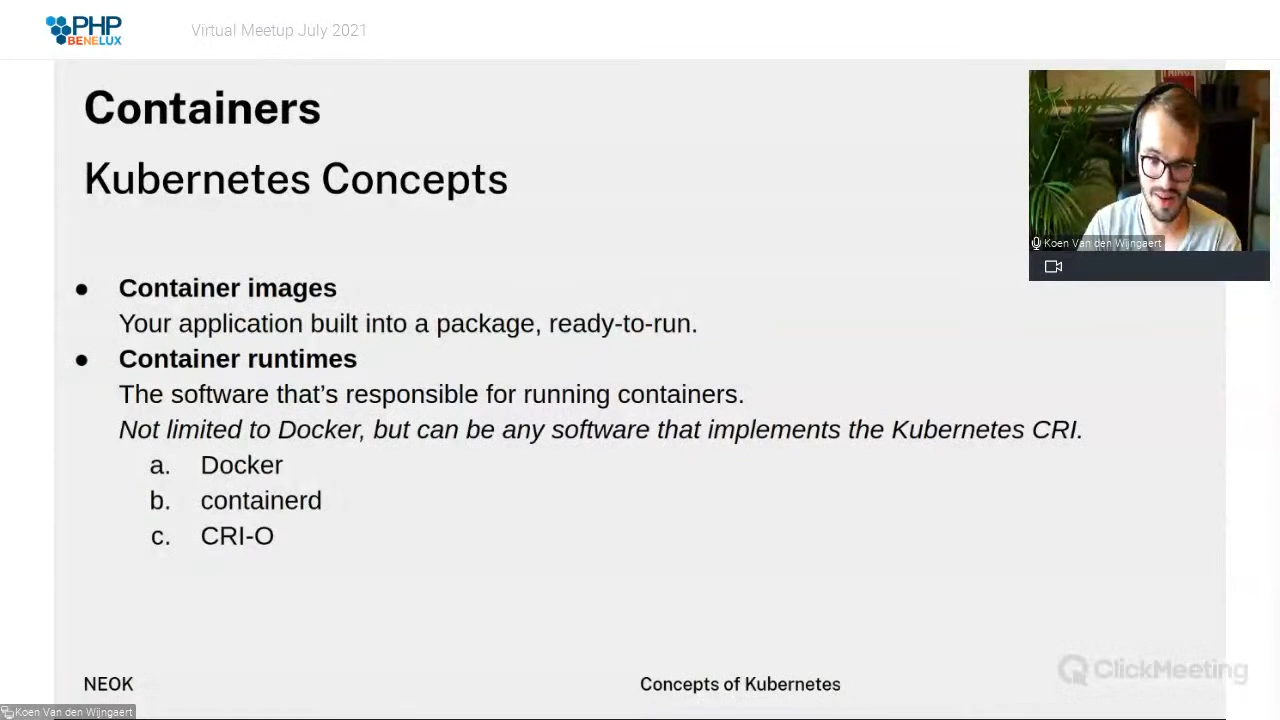 PHP
BENELUX
Virtual Meetup July 2021
Containers
Kubernetes Concepts
THINGS
Koen Van den Wijngaert
● Container images
Your application built into a package, ready-to-run.
● Container runtimes
The software that’s responsible for running containers.
Not limited to Docker, but can be any software that implements the Kubernetes CRI.
a. Docker
b. containerd
c. CRI-O
ClickMeeting
NEOK
Concepts of Kubernetes
Koen Van den Wijngaert